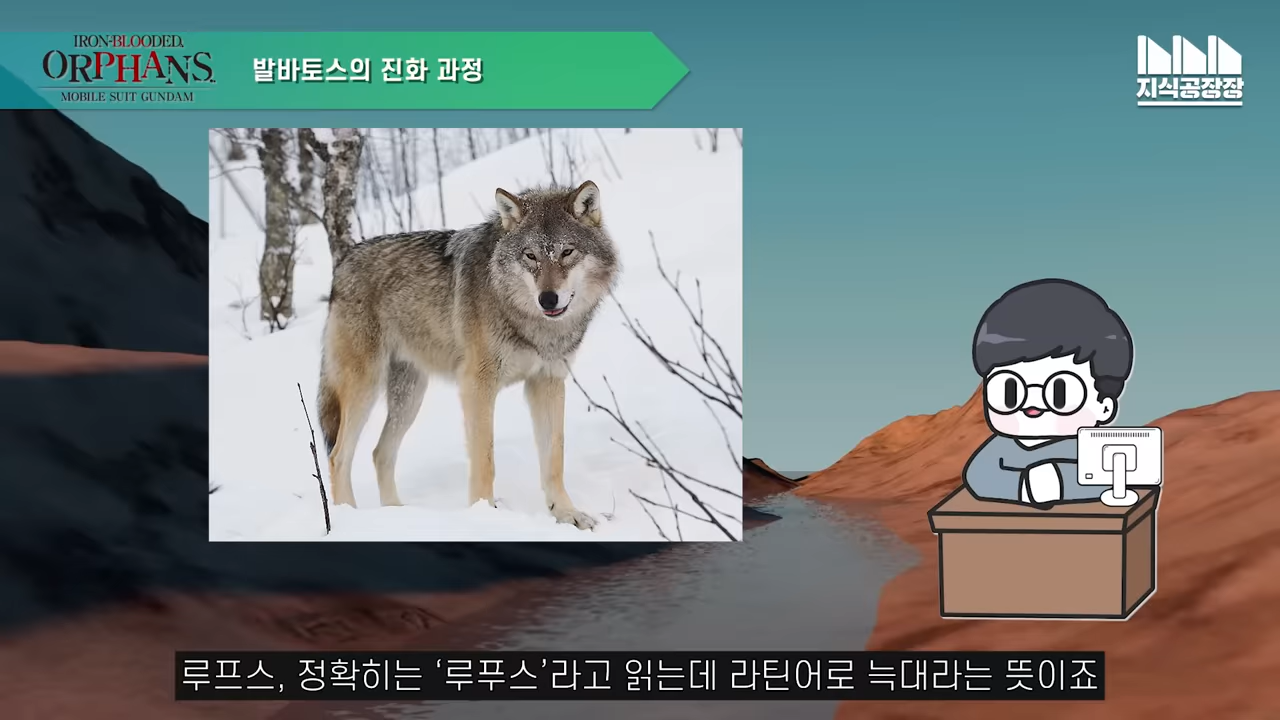 IRON-BLOODED
ORPHANS
MOBILE SUIT GUNDAM
발바토스의 진화 과정
지식공장장
루프스, 정확히는 ‘루푸스’라고 읽는데 라틴어로 늑대라는 뜻이죠